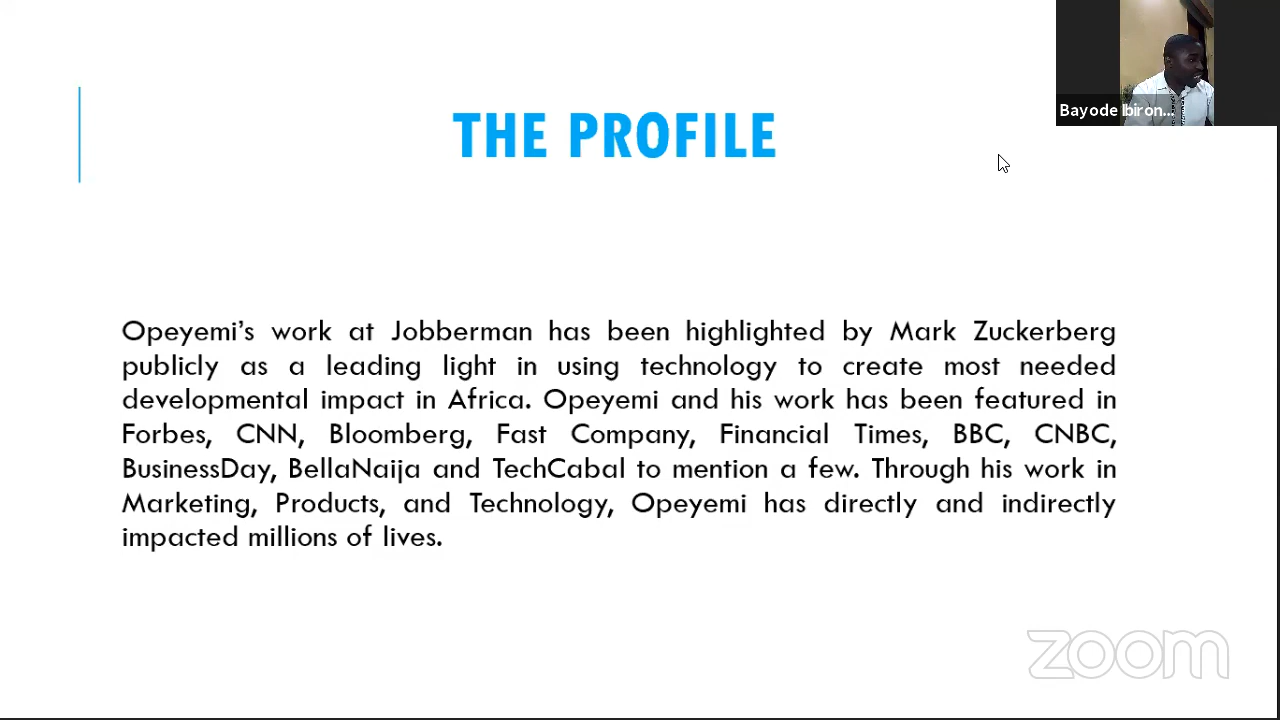 Bayode Ibiron...
THE PROFILE
Opeyemi’s work at Jobberman has been highlighted by Mark Zuckerberg
publicly as a leading light in using technology to create most needed
developmental impact in Africa. Opeyemi and his work has been featured in
Forbes, CNN, Bloomberg, Fast Company, Financial Times, BBC, CNBC,
BusinessDay, BellaNaija and TechCabal to mention a few. Through his work in
Marketing, Products, and Technology, Opeyemi has directly and indirectly
impacted millions of lives.
zoom